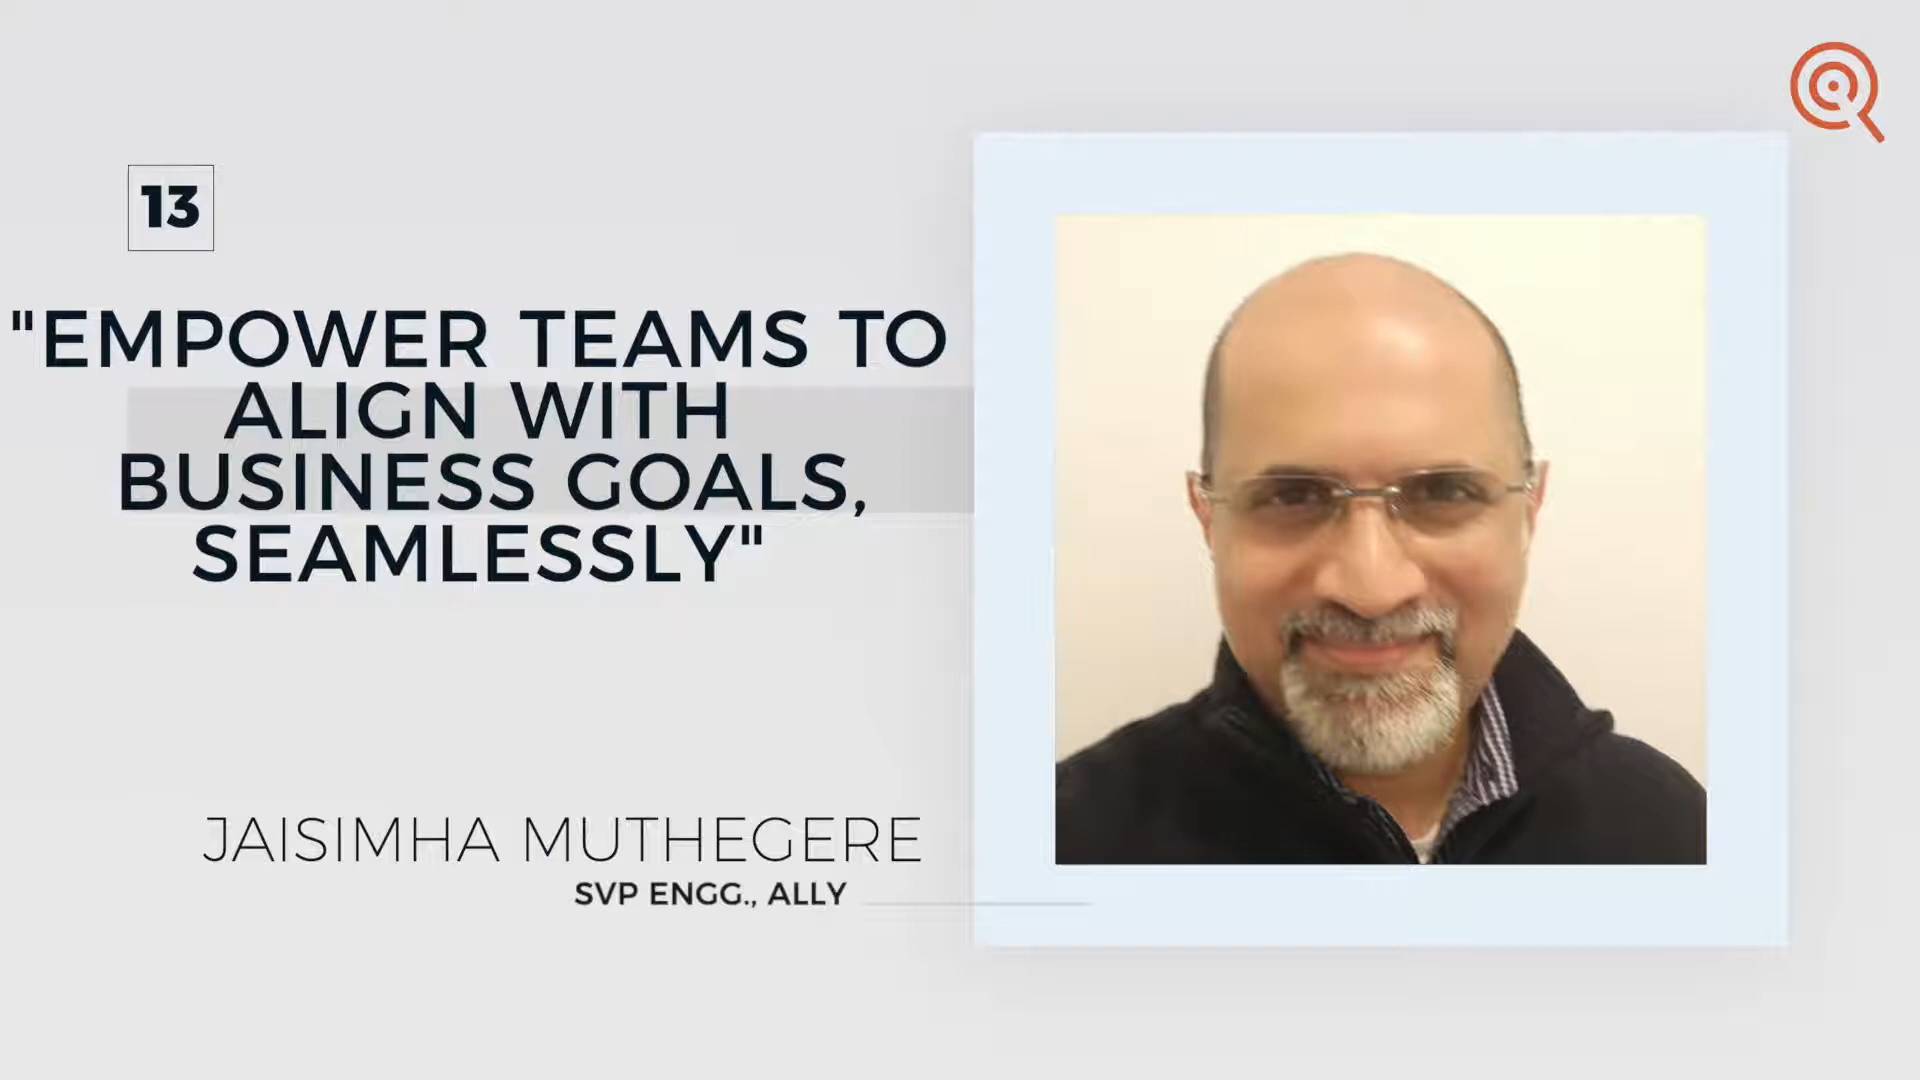 13
"EMPOWER TEAMS TO
ALIGN WITH
BUSINESS GOALS,
SEAMLESSLY"
JAISIMHA MUTHEGERE
SVP ENGG., ALLY